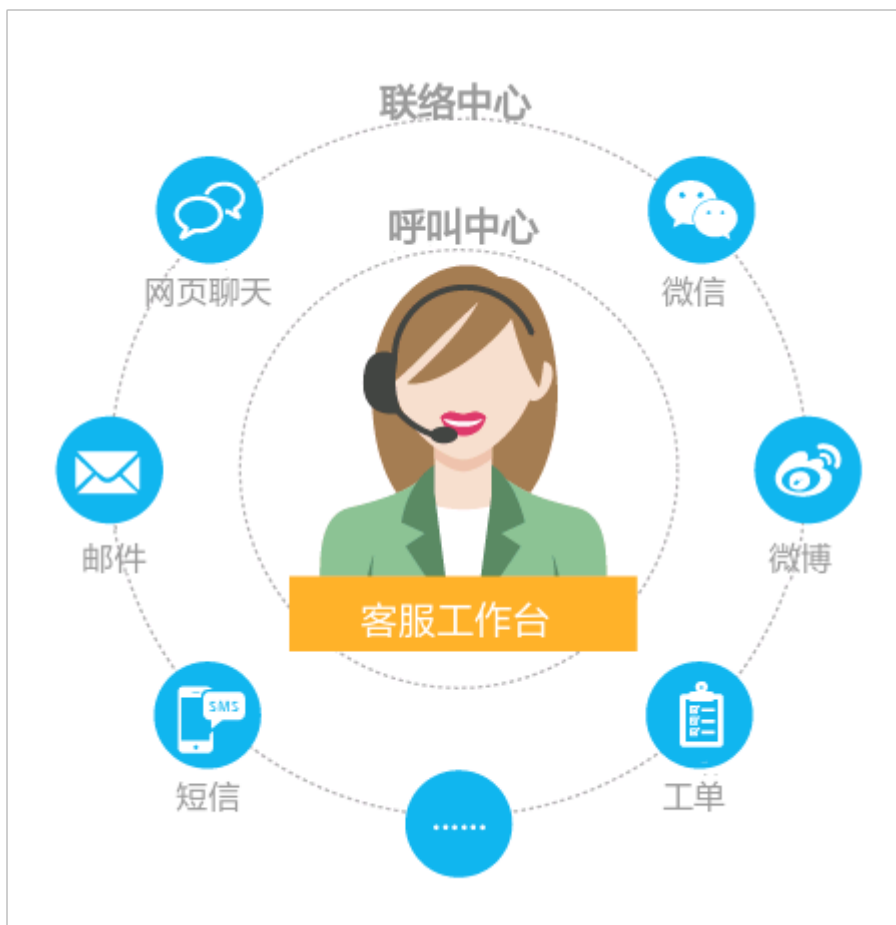 联络中心
呼叫中心
网页聊天
微信
邮件
微博
客服工作台
SMS
短信
工单
......